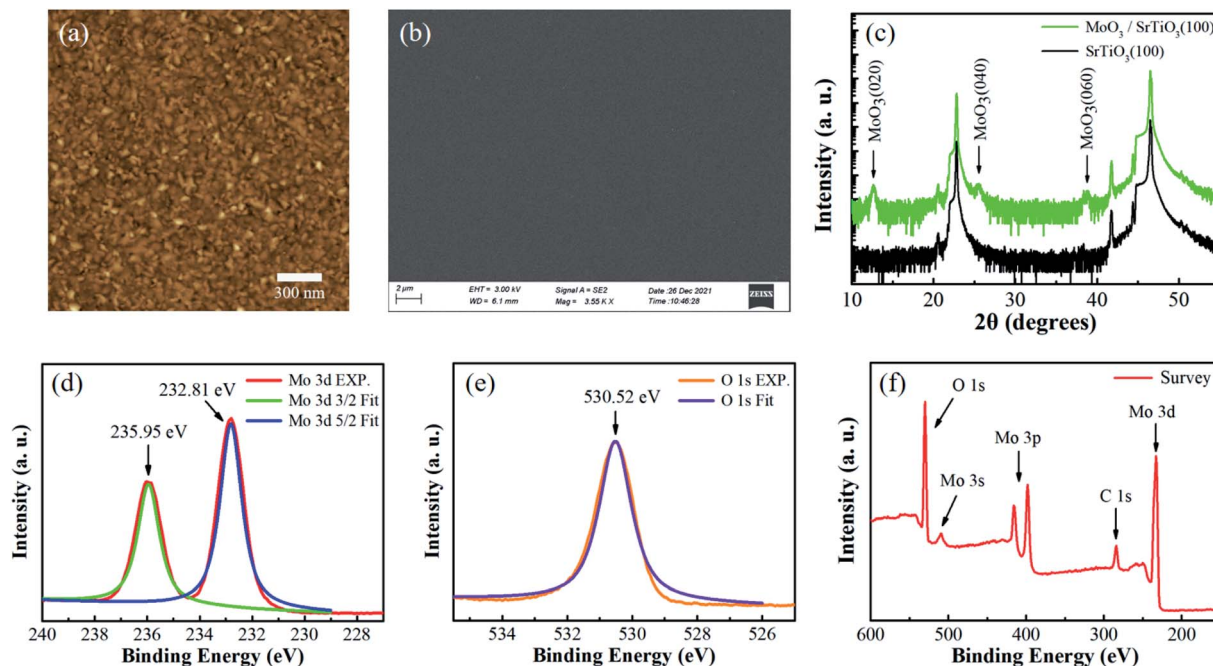 (a)
300 nm
(b)
2 µm
EHT = 3.00 kV
Signal A = SE2
Date :26 Dec 2021
WD = 6.1 mm
Mag = 3.55 K X
Time :10:46:28
ZEISS
(c)
MoO₃ / SrTiO₃(100)
SrTiO₃(100)
MoO₃(020)
MoO₃(040)
MoO₃(060)
Intensity (a. u.)
10 20 30 40 50
2θ (degrees)
(d)
Mo 3d EXP.
Mo 3d 3/2 Fit
Mo 3d 5/2 Fit
232.81 eV
235.95 eV
Intensity (a. u.)
240 238 236 234 232 230 228
Binding Energy (eV)
(e)
O 1s EXP.
O 1s Fit
530.52 eV
Intensity (a. u.)
534 532 530 528 526
Binding Energy (eV)
(f)
Survey
O 1s
Mo 3d
Mo 3p
Mo 3s
C 1s
Intensity (a. u.)
600 500 400 300 200
Binding Energy (eV)